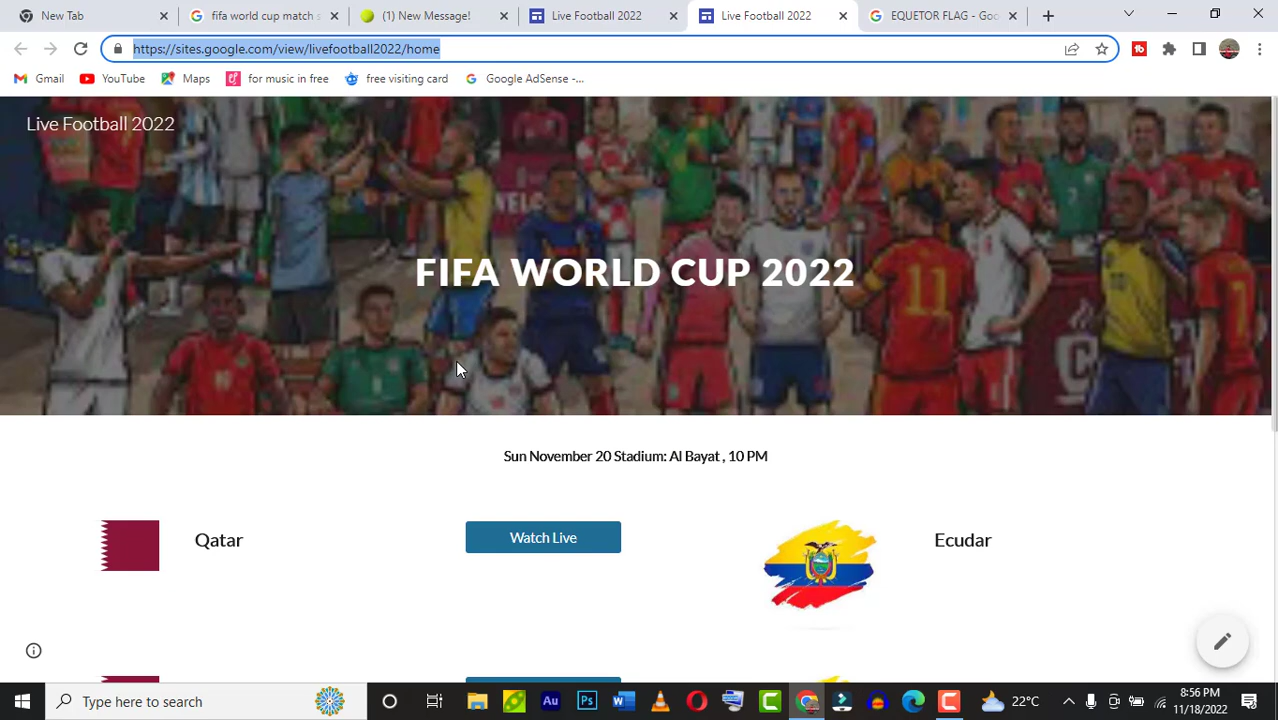 New Tab
fifa world cup match s
(1) New Message!
Live Football 2022
Live Football 2022
EQUETOR FLAG - Goo
https://sites.google.com/view/livefootball2022/home
Gmail
YouTube
Maps
for music in free
free visiting card
Google AdSense -...
Live Football 2022
FIFA WORLD CUP 2022
Sun November 20 Stadium: Al Bayat , 10 PM
Qatar
Watch Live
Ecudar
Type here to search
Au
Ps
22°C
8:56 PM
11/18/2022